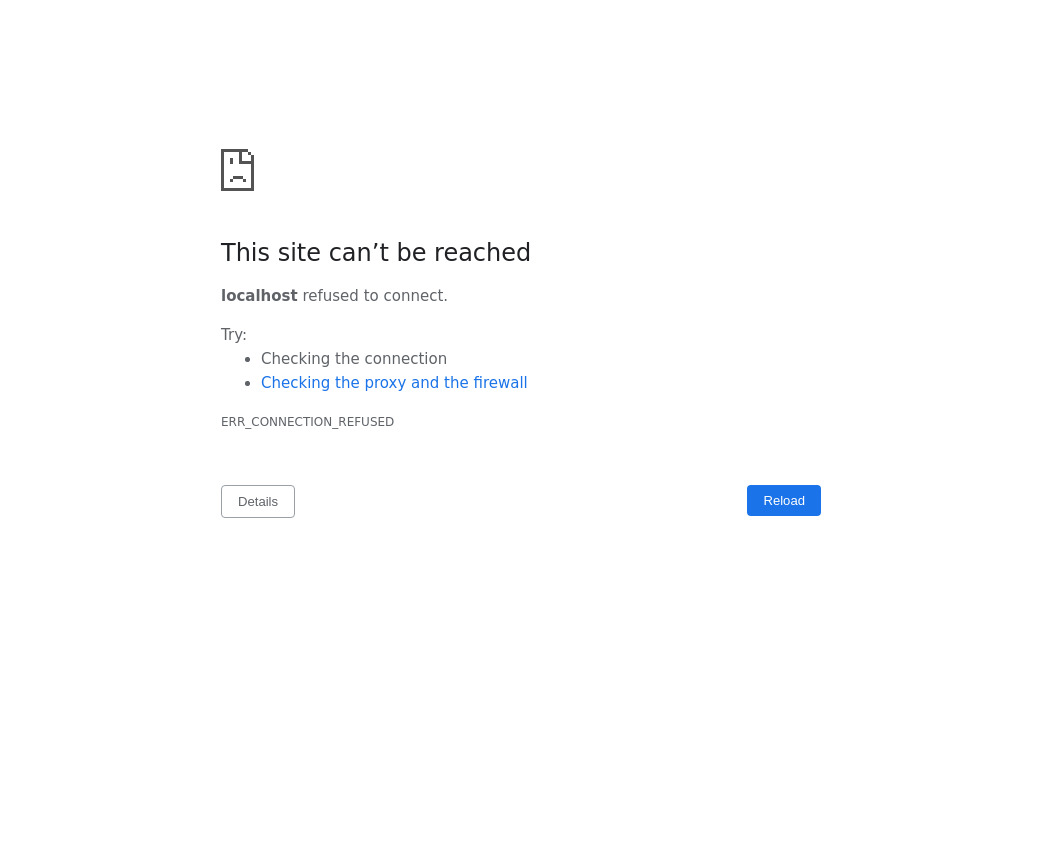 This site can’t be reached
localhost refused to connect.
Try:
Checking the connection
Checking the proxy and the firewall
ERR_CONNECTION_REFUSED
Details
Reload